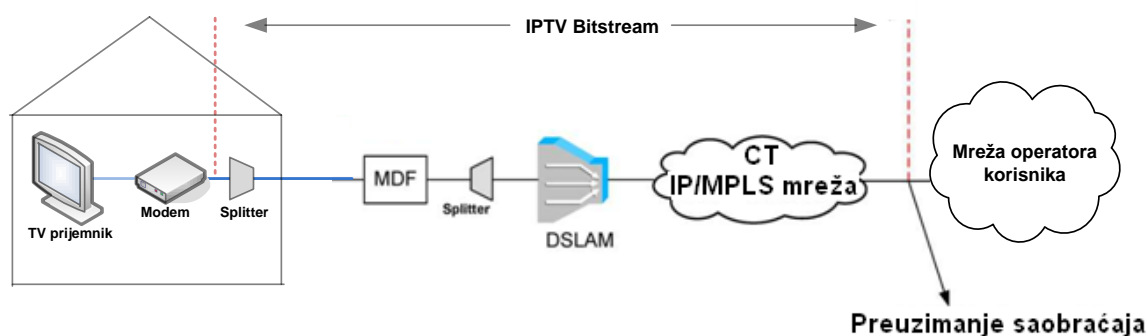 IPTV Bitstream
TV prijemnik
Modem
Splitter
MDF
Splitter
DSLAM
CT
IP/MPLS mreža
Mreža operatora
korisnika
Preuzimanje saobraćaja